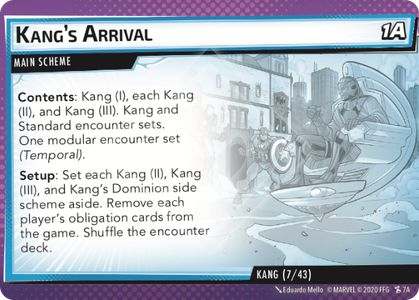 KANG'S ARRIVAL
1A
MAIN SCHEME
Contents: Kang (I), each Kang
(II), and Kang (III). Kang and
Standard encounter sets.
One modular encounter set
(Temporal).
Setup: Set each Kang (II), Kang
(III), and Kang's Dominion side
scheme aside. Remove each
player's obligation cards from
the game. Shuffle the encounter
deck.
KANG (7/43)
Eduardo Mello © MARVEL © 2020 FFG 7A